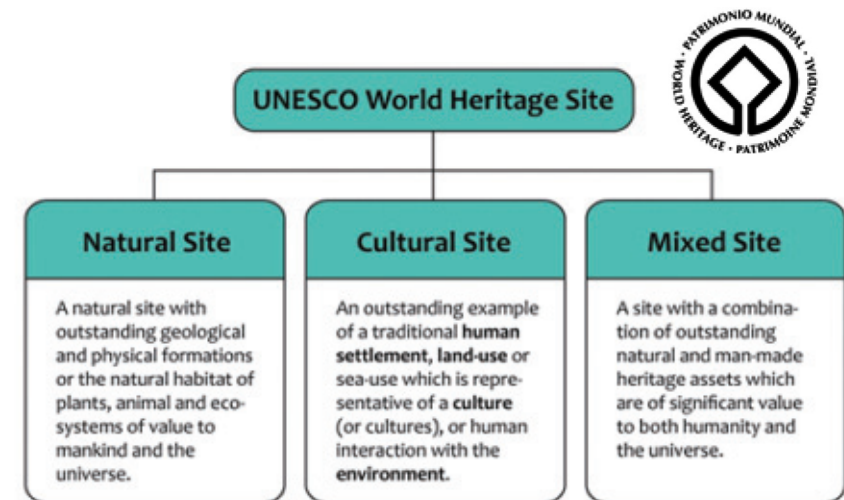 PATRIMONIO MUNDIAL • WORLD HERITAGE • PATRIMOINE MONDIAL •
UNESCO World Heritage Site
Natural Site
A natural site with
outstanding geological
and physical formations
or the natural habitat of
plants, animal and eco-
systems of value to
mankind and the
universe.
Cultural Site
An outstanding example
of a traditional human
settlement, land-use or
sea-use which is repre-
sentative of a culture
(or cultures), or human
interaction with the
environment.
Mixed Site
A site with a combina-
tion of outstanding
natural and man-made
heritage assets which
are of significant value
to both humanity and
the universe.